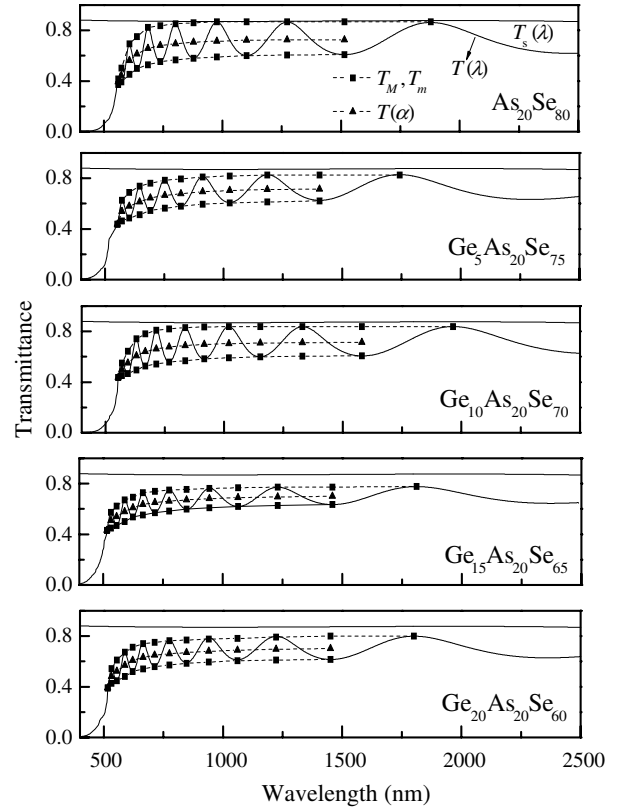 0.8
T_s(λ)
T(λ)
0.4
T_M, T_m
T(α)
As20Se80
0.0
0.8
0.4
Ge5As20Se75
0.0
0.8
0.4
Ge10As20Se70
0.0
0.8
0.4
Ge15As20Se65
0.0
0.8
0.4
Ge20As20Se60
0.0
500 1000 1500 2000 2500
Wavelength (nm)
Transmittance